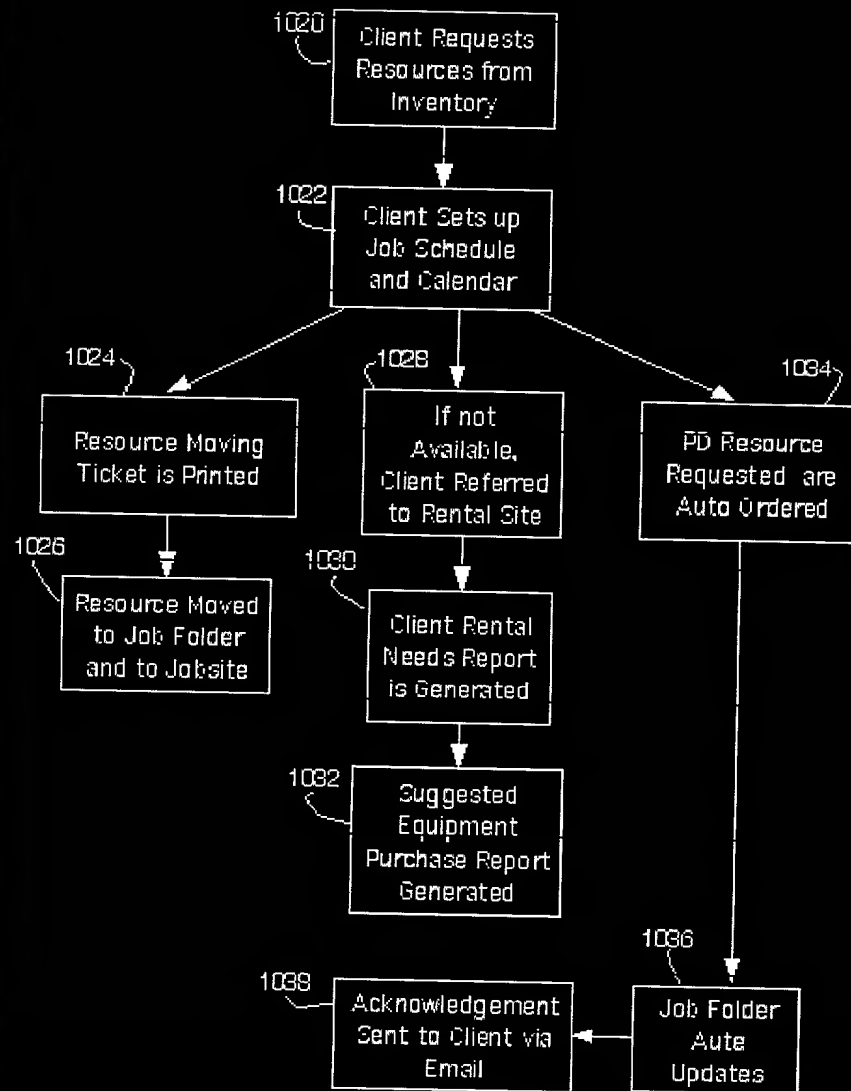 1020
Client Requests
Resources from
Inventory
1022
Client Sets up
Job Schedule
and Calendar
1024
Resource Moving
Ticket is Printed
1026
Resource Moved
to Job Folder
and to Jobsite
1028
If not
Available,
Client Referred
to Rental Site
1030
Client Rental
Needs Report
is Generated
1032
Suggested
Equipment
Purchase Report
Generated
1034
PD Resource
Requested are
Auto Ordered
1036
Job Folder
Aute
Updates
1038
Acknowledgement
Sent to Client via
Email